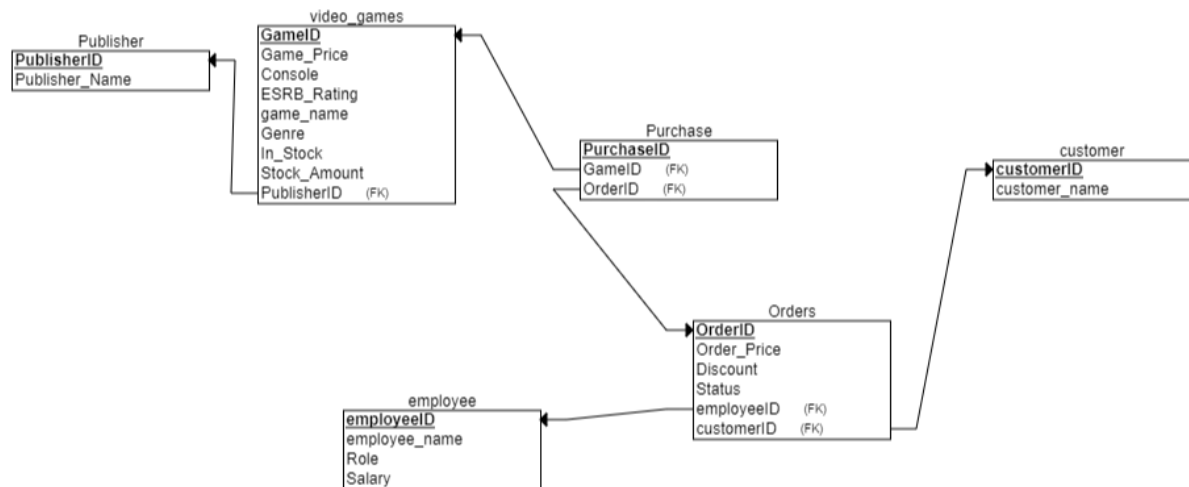 Publisher
PublisherID
Publisher_Name
video_games
GameID
Game_Price
Console
ESRB_Rating
game_name
Genre
In_Stock
Stock_Amount
PublisherID (FK)
Purchase
PurchaseID
GameID (FK)
OrderID (FK)
customer
customerID
customer_name
Orders
OrderID
Order_Price
Discount
Status
employeeID (FK)
customerID (FK)
employee
employeeID
employee_name
Role
Salary